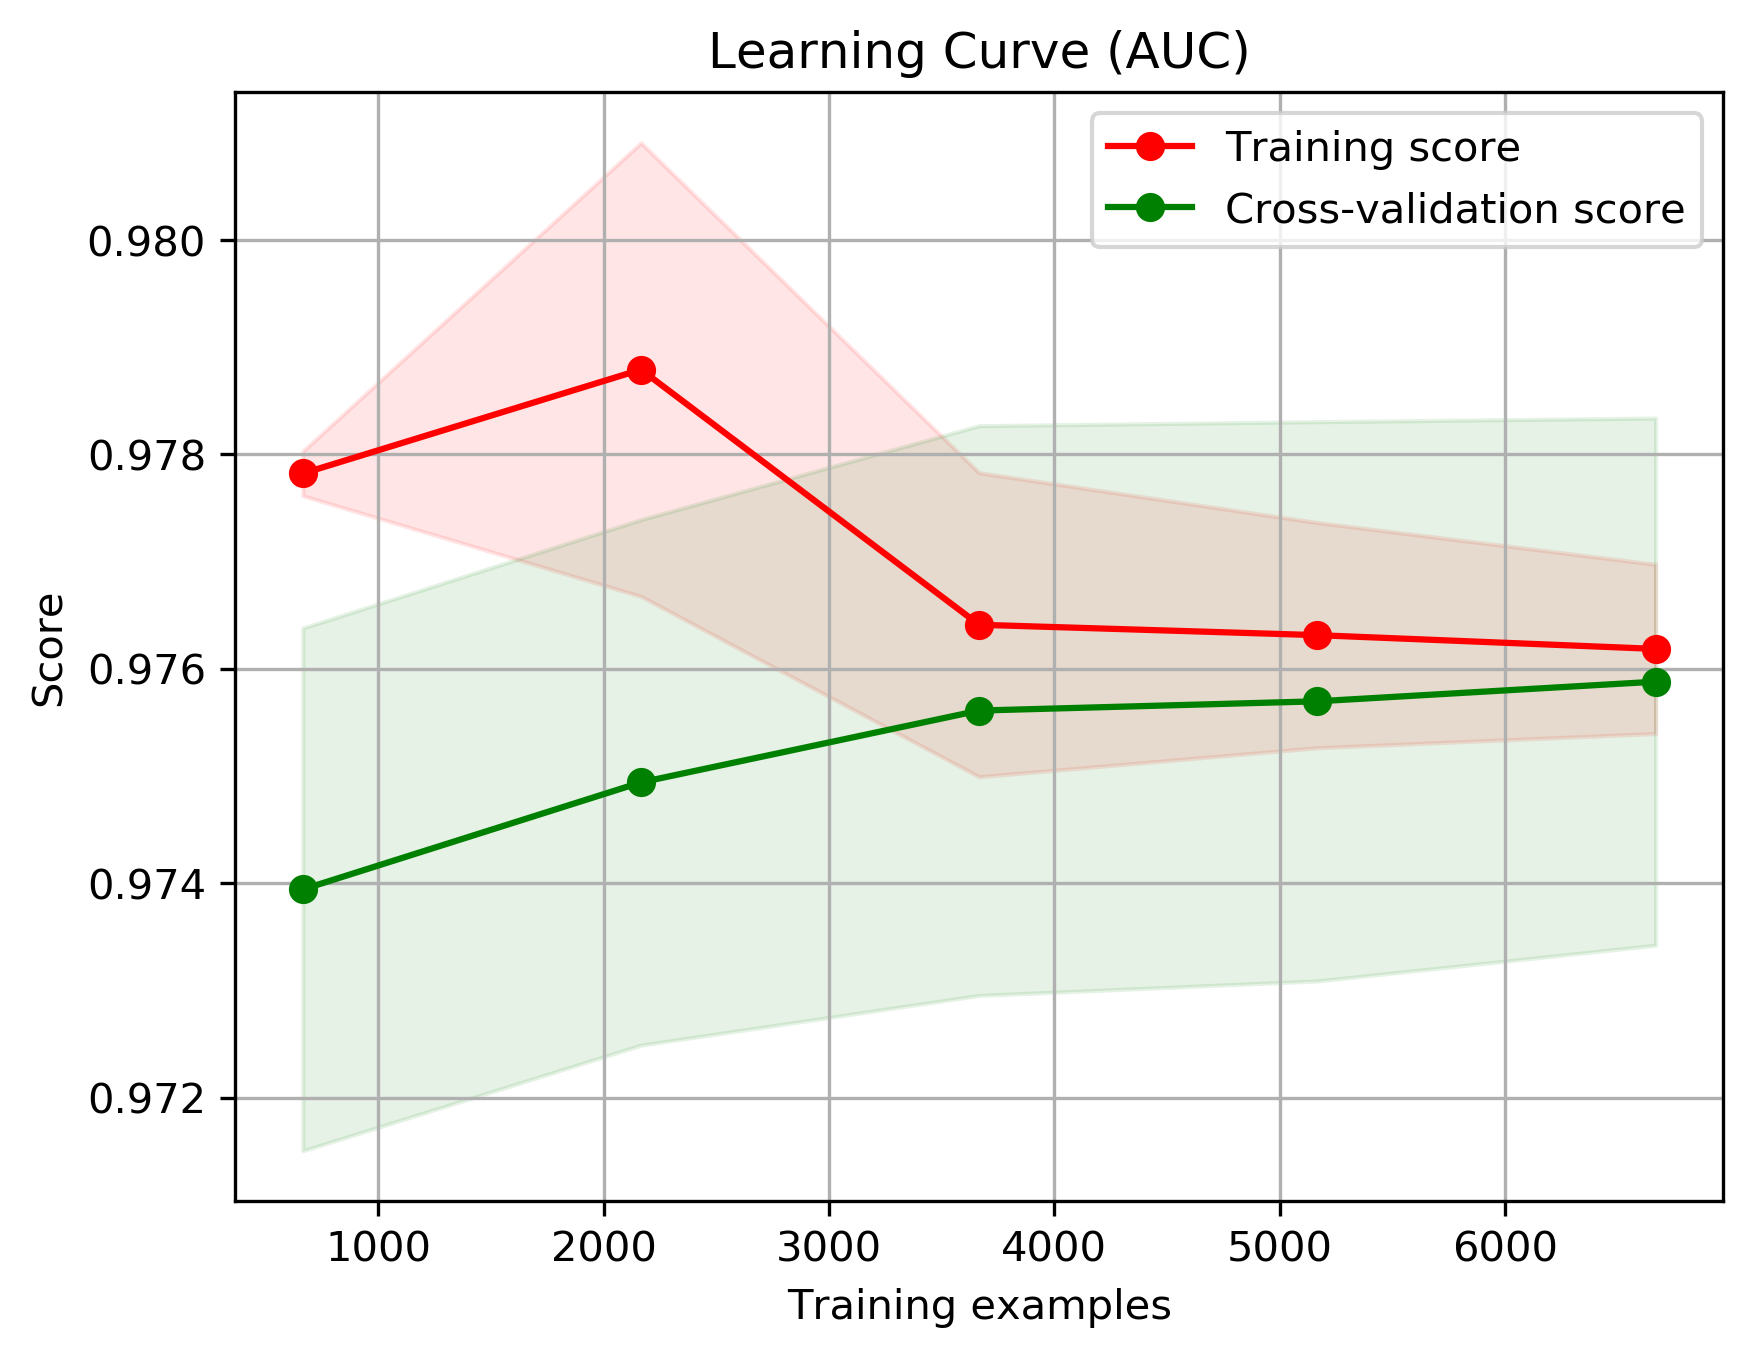 Learning Curve (AUC)
Training score
Cross-validation score
0.980
0.978
0.976
0.974
0.972
Score
1000 2000 3000 4000 5000 6000
Training examples